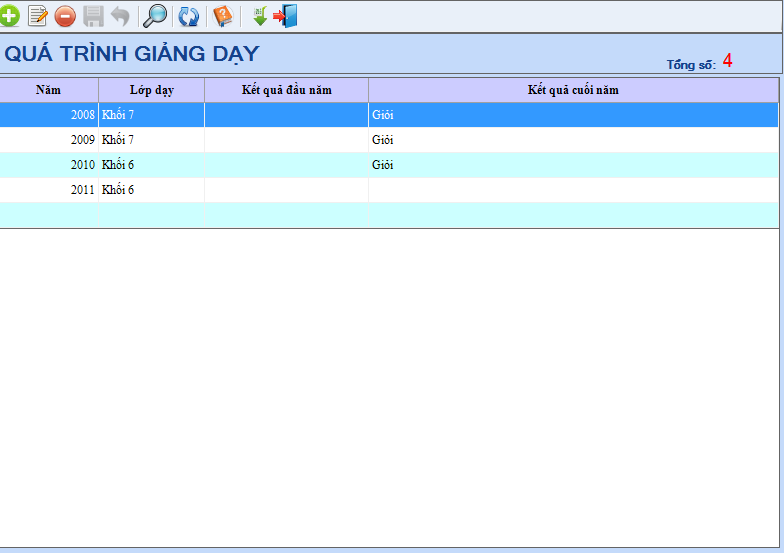 QUÁ TRÌNH GIẢNG DẠY
Tổng số: 4
Năm Lớp dạy Kết quả đầu năm Kết quả cuối năm
2008 Khối 7 Giỏi
2009 Khối 7 Giỏi
2010 Khối 6 Giỏi
2011 Khối 6